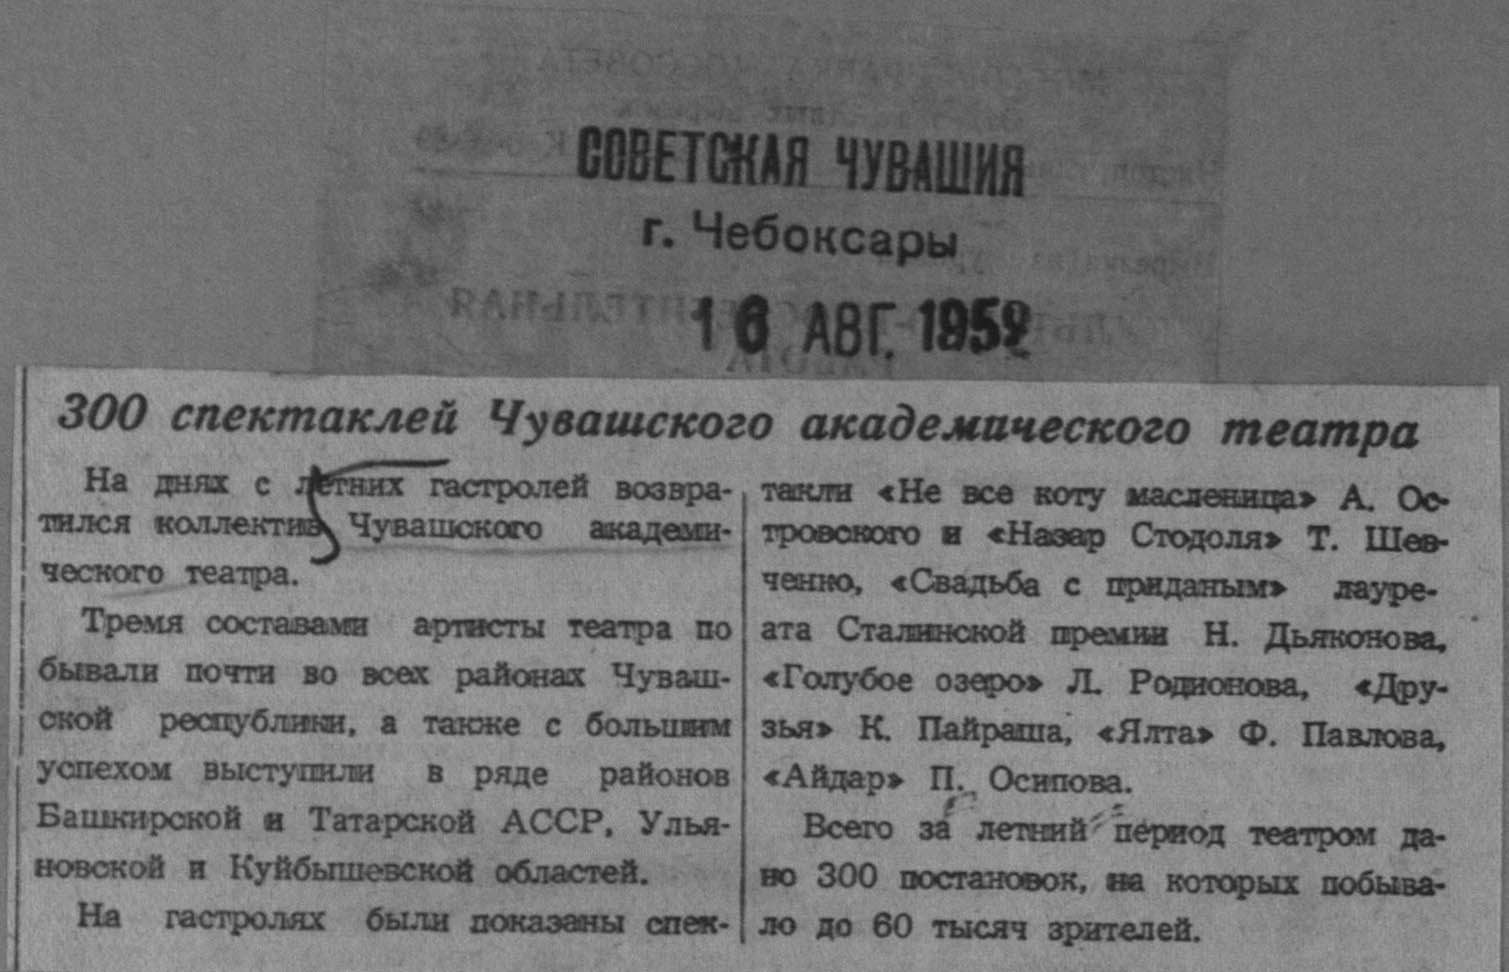 СОВЕТСКАЯ ЧУВАШИЯ
г. Чебоксары
16 АВГ. 1952
300 спектаклей Чувашского академического театра
На днях с летних гастролей возвра-
тился коллектив Чувашского академи-
ческого театра.
Тремя составами артисты театра по
бывали почти во всех районах Чуваш-
ской республики, а также с большим
успехом выступили в ряде районов
Башкирской и Татарской АССР, Улья-
новской и Куйбышевской областей.
На гастролях были показаны спек-
такли «Не все коту масленица» А. Ос-
тровского и «Назар Стодоля» Т. Шев-
ченко, «Свадьба с приданым» лауре-
ата Сталинской премии Н. Дьяконова,
«Голубое озеро» Л. Родионова, «Дру-
зья» К. Пайраша, «Ялта» Ф. Павлова,
«Айдар» П. Осипова.
Всего за летний период театром да-
но 300 постановок, на которых побыва-
ло до 60 тысяч зрителей.